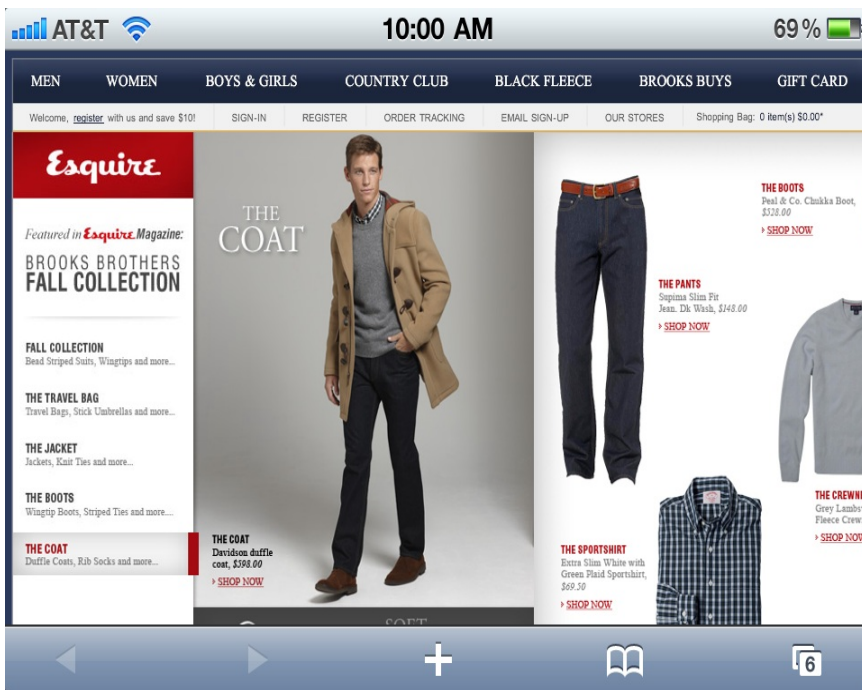 AT&T 10:00 AM 69%
MEN WOMEN BOYS & GIRLS COUNTRY CLUB BLACK FLEECE BROOKS BUYS GIFT CARD
Welcome, register with us and save $10! SIGN-IN REGISTER ORDER TRACKING EMAIL SIGN-UP OUR STORES Shopping Bag: 0 item(s) $0.00*
Esquire
Featured in Esquire Magazine:
BROOKS BROTHERS
FALL COLLECTION
FALL COLLECTION
Bead Striped Suits, Wingtips and more...
THE TRAVEL BAG
Travel Bags, Stick Umbrellas and more...
THE JACKET
Jackets, Knit Ties and more...
THE BOOTS
Wingtip Boots, Striped Ties and more....
THE COAT
Duffle Coats, Rib Socks and more...
THE
COAT
THE COAT
Davidson duffle
coat, $598.00
SHOP NOW
SOFT
THE BOOTS
Peal & Co. Chukka Boot,
$528.00
SHOP NOW
THE PANTS
Supima Slim Fit
Jean. Dk Wash, $148.00
SHOP NOW
THE CREWN
Grey Lambs
Fleece Crew
SHOP NOW
THE SPORTSHIRT
Extra Slim White with
Green Plaid Sportshirt,
$69.50
SHOP NOW
6